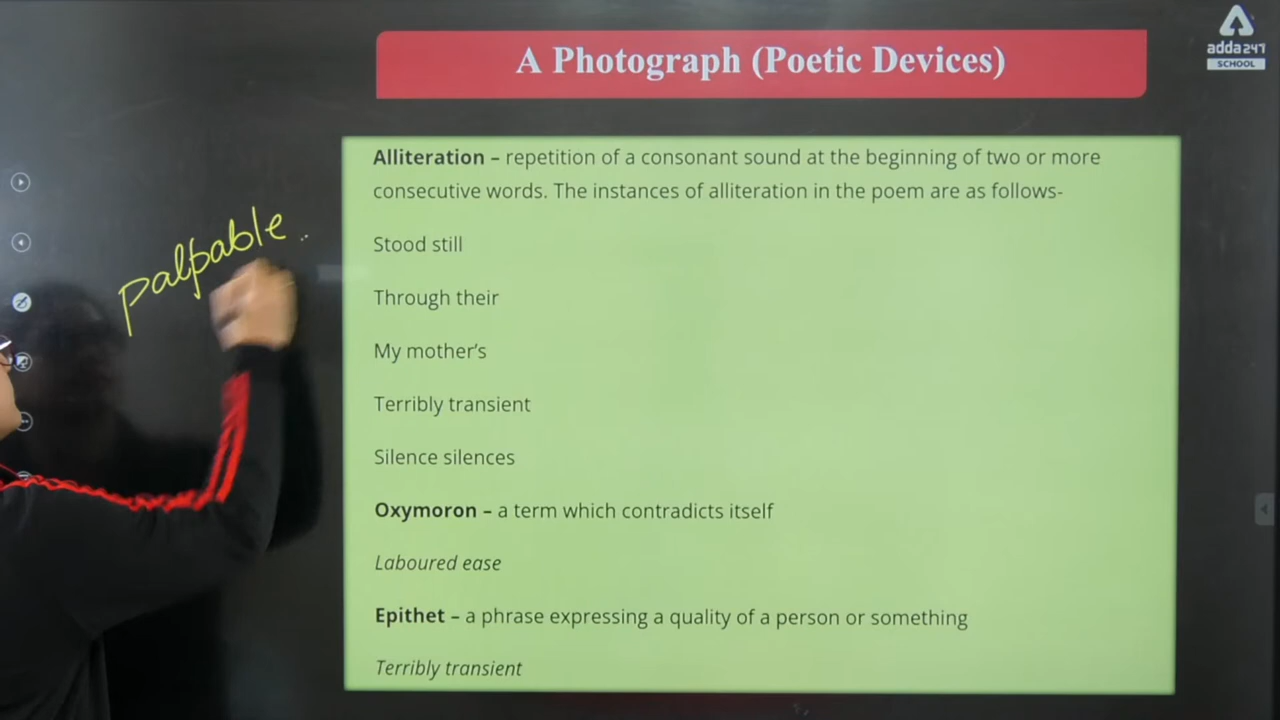 A Photograph (Poetic Devices)
adda247
SCHOOL
palpable
Alliteration – repetition of a consonant sound at the beginning of two or more
consecutive words. The instances of alliteration in the poem are as follows-
Stood still
Through their
My mother's
Terribly transient
Silence silences
Oxymoron – a term which contradicts itself
Laboured ease
Epithet – a phrase expressing a quality of a person or something
Terribly transient